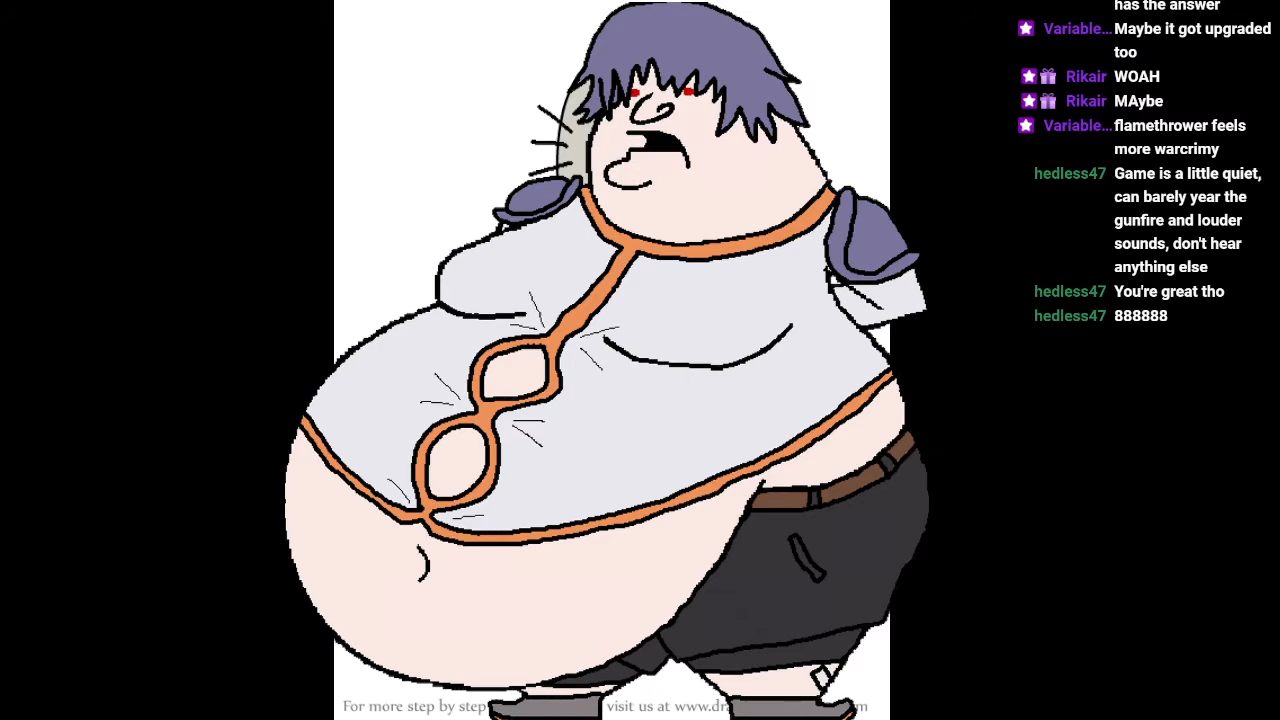 has the answer
Variable... Maybe it got upgraded
too
Rikair WOAH
Rikair MAybe
Variable... flamethrower feels
more warcrimy
hedless47 Game is a little quiet,
can barely year the
gunfire and louder
sounds, don't hear
anything else
hedless47 You're great tho
hedless47 888888
For more step by step visit us at www.dr m